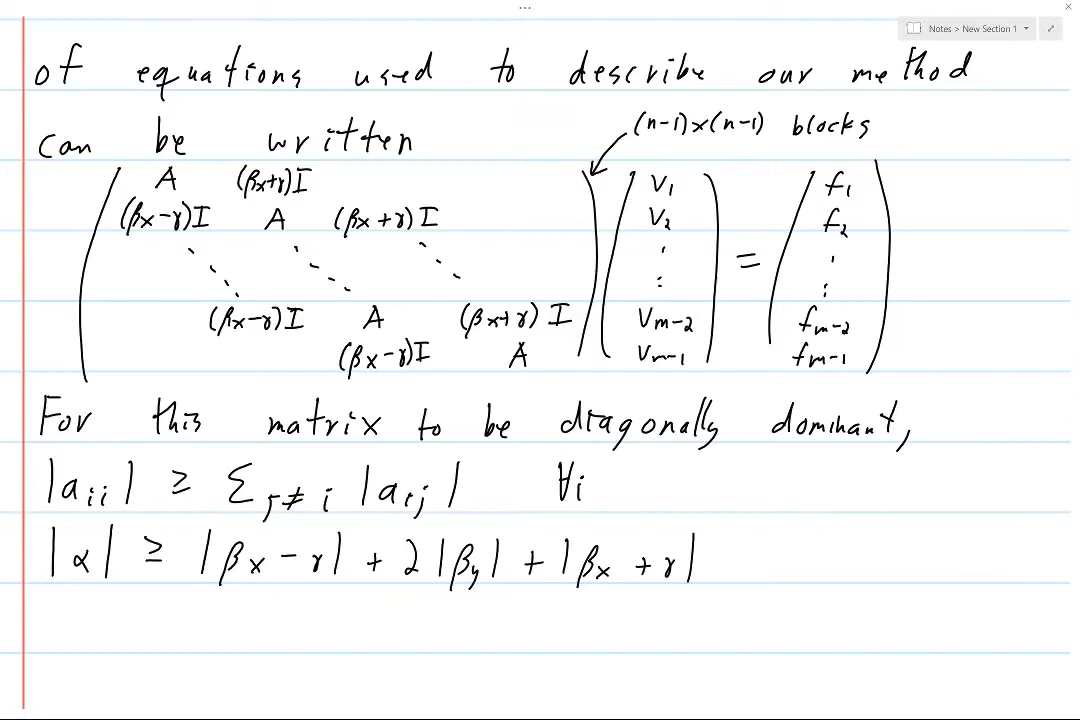 ...
Notes > New Section 1
of equations used to describe our method
can be written
(n-1)×(n-1) blocks
A (βx+γ)I
(βx-γ)I A (βx+γ)I
(βx-γ)I A (βx+γ)I
(βx-γ)I A
v1
v2
⋮
vm-2
vm-1
=
f1
f2
⋮
fm-2
fm-1
For this matrix to be diagonally dominant,
|aii| ≥ Σj≠i |aij| ∀i
|α| ≥ |βx-γ| + 2|βy| + |βx+γ|